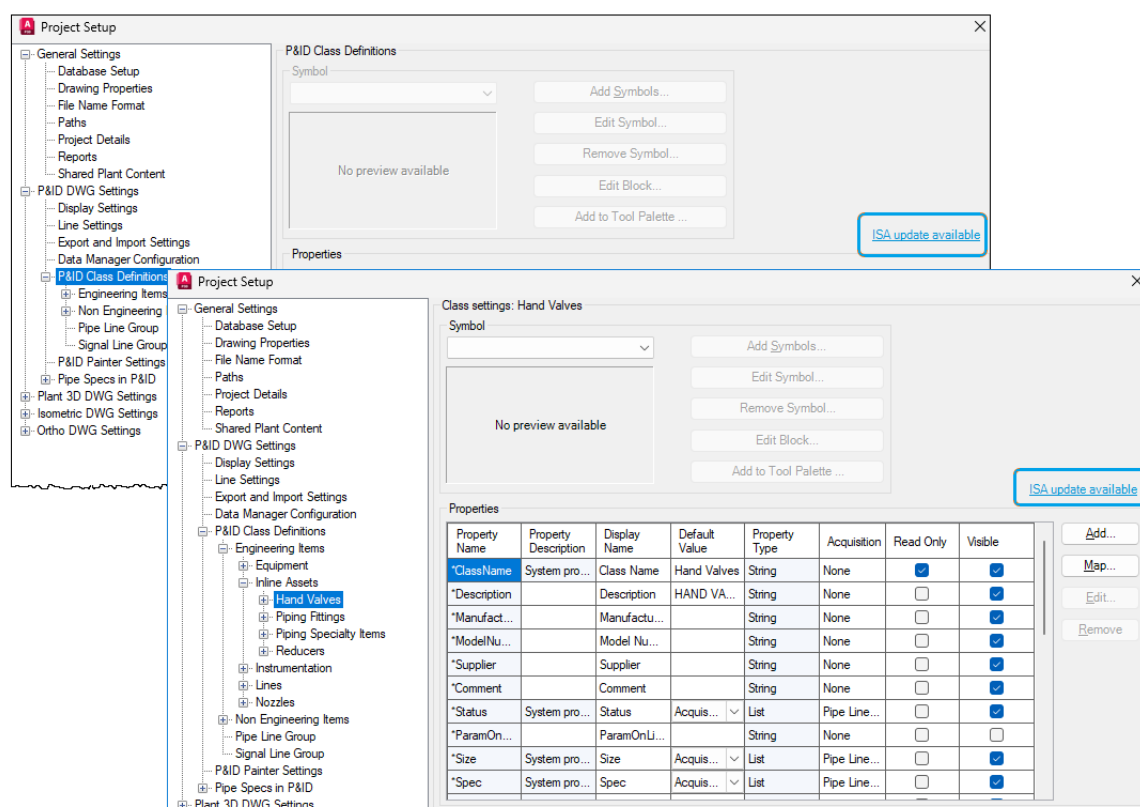 Project Setup
General Settings
Database Setup
Drawing Properties
File Name Format
Paths
Project Details
Reports
Shared Plant Content
P&ID DWG Settings
Display Settings
Line Settings
Export and Import Settings
Data Manager Configuration
P&ID Class Definitions
Engineering Items
Non Engineering
Pipe Line Group
Signal Line Group
P&ID Painter Settings
Pipe Specs in P&ID
Plant 3D DWG Settings
Isometric DWG Settings
Ortho DWG Settings
P&ID Class Definitions
Symbol
Add Symbols...
Edit Symbol...
No preview available
Remove Symbol...
Edit Block...
Add to Tool Palette ...
ISA update available
Properties
Project Setup
General Settings
Database Setup
Drawing Properties
File Name Format
Paths
Project Details
Reports
Shared Plant Content
P&ID DWG Settings
Display Settings
Line Settings
Export and Import Settings
Data Manager Configuration
P&ID Class Definitions
Engineering Items
Equipment
Inline Assets
Hand Valves
Piping Fittings
Piping Specialty Items
Reducers
Instrumentation
Lines
Nozzles
Non Engineering Items
Pipe Line Group
Signal Line Group
P&ID Painter Settings
Pipe Specs in P&ID
Plant 3D DWG Settings
Class settings: Hand Valves
Symbol
Add Symbols...
Edit Symbol...
No preview available
Remove Symbol...
Edit Block...
Add to Tool Palette ...
ISA update available
Properties
Property Name Property Description Display Name Default Value Property Type Acquisition Read Only Visible
*ClassName System pro... Class Name Hand Valves String None
*Description Description HAND VA... String None
*Manufact... Manufactu... String None
*ModelNu... Model Nu... String None
*Supplier Supplier String None
*Comment Comment String None
*Status System pro... Status Acquis... List Pipe Line...
*ParamOn... ParamOnLi... String None
*Size System pro... Size Acquis... List Pipe Line...
*Spec System pro... Spec Acquis... List Pipe Line...
Add...
Map...
Edit...
Remove